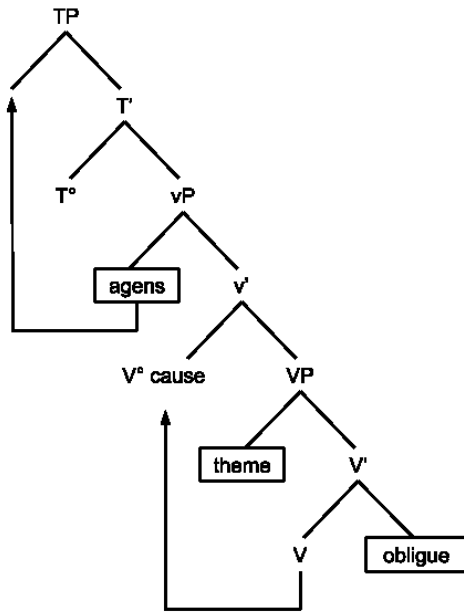 TP
T'
T°
vP
agens
v'
V° cause
VP
theme
V'
V
obligue